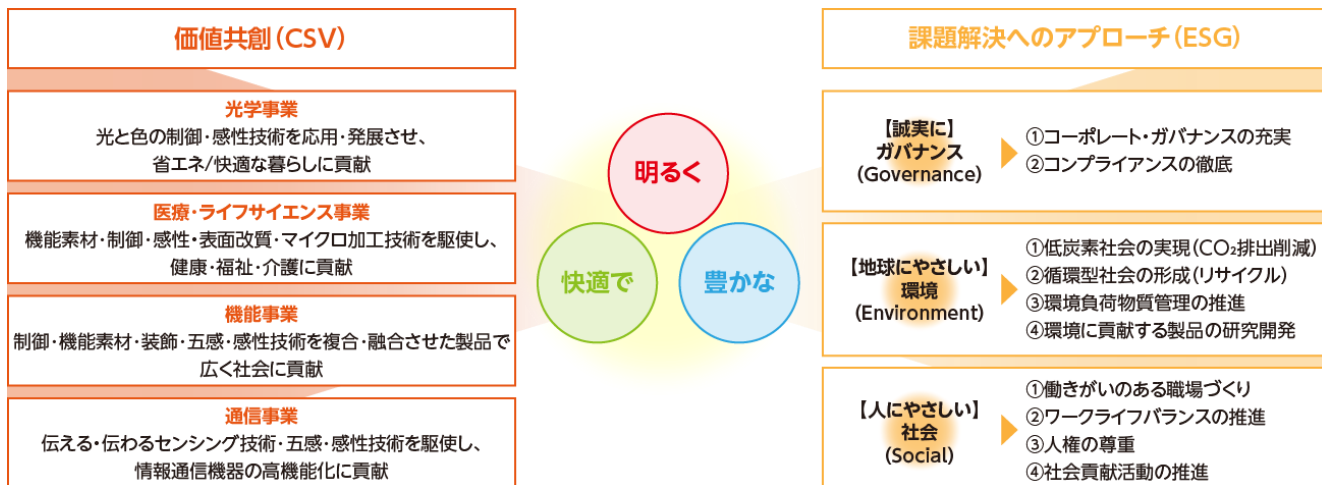 価値共創(CSV)
光学事業
光と色の制御・感性技術を応用・発展させ、
省エネ/快適な暮らしに貢献
医療・ライフサイエンス事業
機能素材・制御・感性・表面改質・マイクロ加工技術を駆使し、
健康・福祉・介護に貢献
機能事業
制御・機能素材・装飾・五感・感性技術を複合・融合させた製品で
広く社会に貢献
通信事業
伝える・伝わるセンシング技術・五感・感性技術を駆使し、
情報通信機器の高機能化に貢献
明るく
快適で
豊かな
課題解決へのアプローチ(ESG)
【誠実に】
ガバナンス
(Governance)
①コーポレート・ガバナンスの充実
②コンプライアンスの徹底
【地球にやさしい】
環境
(Environment)
①低炭素社会の実現(CO₂排出削減)
②循環型社会の形成(リサイクル)
③環境負荷物質管理の推進
④環境に貢献する製品の研究開発
【人にやさしい】
社会
(Social)
①働きがいのある職場づくり
②ワークライフバランスの推進
③人権の尊重
④社会貢献活動の推進